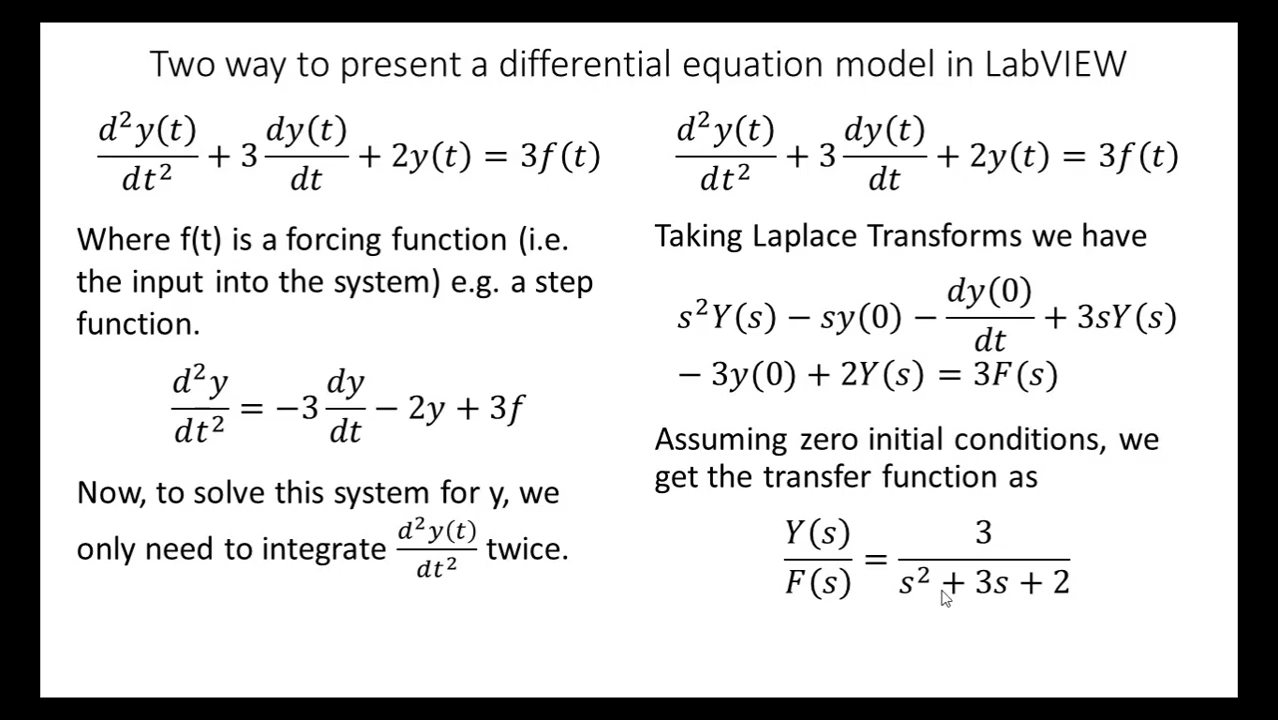 Two way to present a differential equation model in LabVIEW
d²y(t)/dt² + 3 dy(t)/dt + 2y(t) = 3f(t)
Where f(t) is a forcing function (i.e.
the input into the system) e.g. a step
function.
d²y/dt² = −3 dy/dt − 2y + 3f
Now, to solve this system for y, we
only need to integrate d²y(t)/dt² twice.
d²y(t)/dt² + 3 dy(t)/dt + 2y(t) = 3f(t)
Taking Laplace Transforms we have
s²Y(s) − sy(0) − dy(0)/dt + 3sY(s)
− 3y(0) + 2Y(s) = 3F(s)
Assuming zero initial conditions, we
get the transfer function as
Y(s)/F(s) = 3/(s² + 3s + 2)